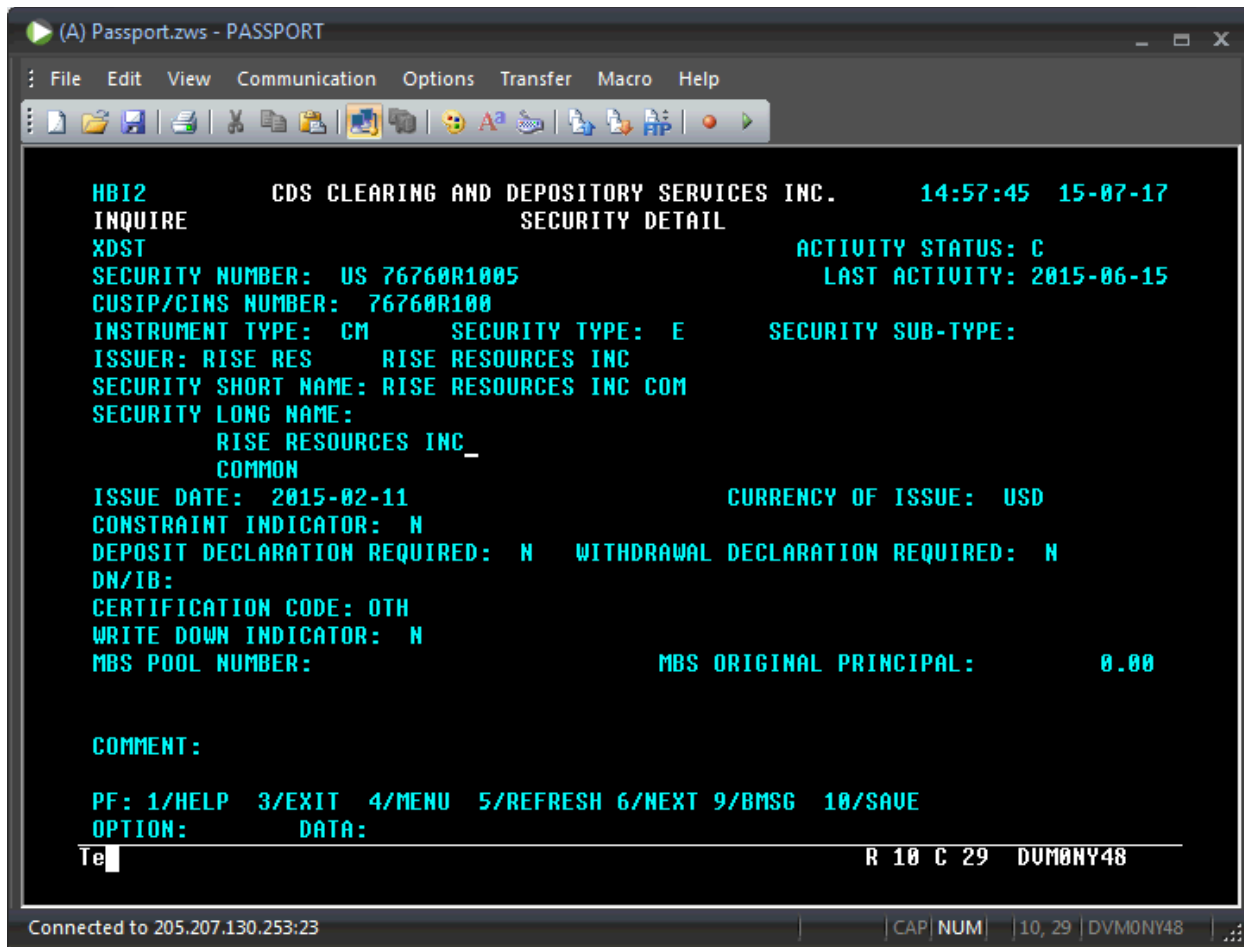 (A) Passport.zws - PASSPORT
File Edit View Communication Options Transfer Macro Help
HBI2 CDS CLEARING AND DEPOSITORY SERVICES INC. 14:57:45 15-07-17
INQUIRE SECURITY DETAIL
XDST ACTIVITY STATUS: C
SECURITY NUMBER: US 76760R1005 LAST ACTIVITY: 2015-06-15
CUSIP/CINS NUMBER: 76760R100
INSTRUMENT TYPE: CM SECURITY TYPE: E SECURITY SUB-TYPE:
ISSUER: RISE RES RISE RESOURCES INC
SECURITY SHORT NAME: RISE RESOURCES INC COM
SECURITY LONG NAME:
RISE RESOURCES INC_
COMMON
ISSUE DATE: 2015-02-11 CURRENCY OF ISSUE: USD
CONSTRAINT INDICATOR: N
DEPOSIT DECLARATION REQUIRED: N WITHDRAWAL DECLARATION REQUIRED: N
DN/IB:
CERTIFICATION CODE: OTH
WRITE DOWN INDICATOR: N
MBS POOL NUMBER: MBS ORIGINAL PRINCIPAL: 0.00
COMMENT:
PF: 1/HELP 3/EXIT 4/MENU 5/REFRESH 6/NEXT 9/BMSG 10/SAVE
OPTION: DATA:
Te R 10 C 29 DVM0NY48
Connected to 205.207.130.253:23 CAP NUM 10, 29 DVM0NY48